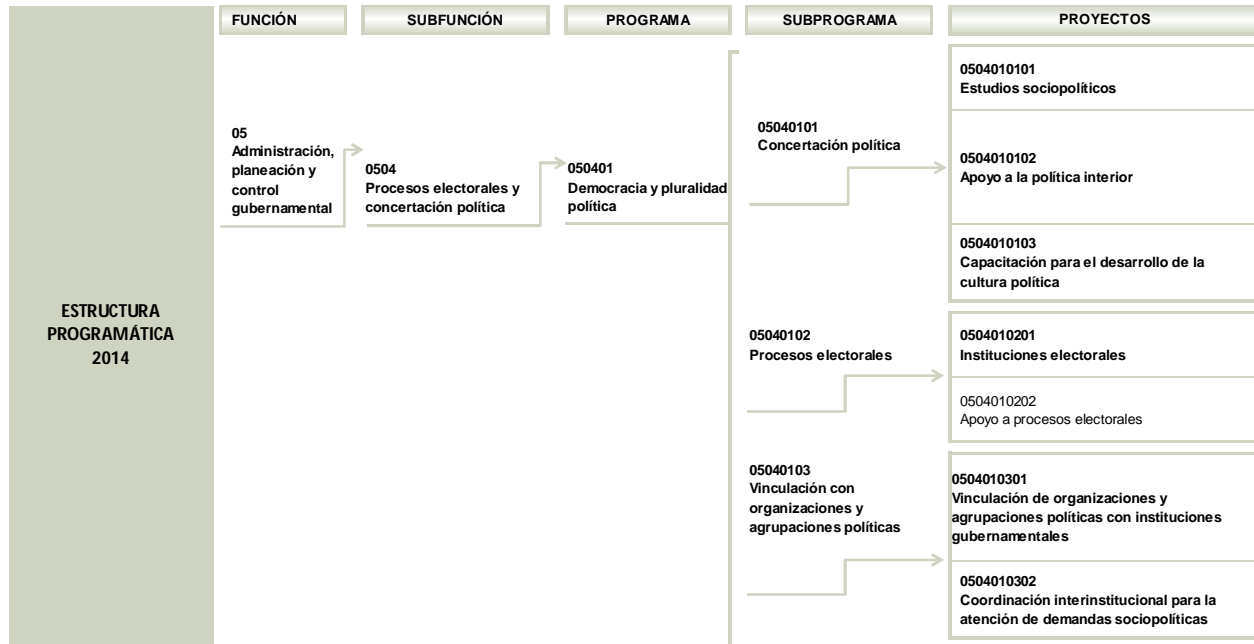 FUNCIÓN
SUBFUNCIÓN
PROGRAMA
SUBPROGRAMA
PROYECTOS
ESTRUCTURA
PROGRAMÁTICA
2014
05
Administración,
planeación y
control
gubernamental
0504
Procesos electorales y
concertación política
050401
Democracia y pluralidad
política
05040101
Concertación política
0504010101
Estudios sociopolíticos
0504010102
Apoyo a la política interior
0504010103
Capacitación para el desarrollo de la
cultura política
05040102
Procesos electorales
0504010201
Instituciones electorales
0504010202
Apoyo a procesos electorales
05040103
Vinculación con
organizaciones y
agrupaciones políticas
0504010301
Vinculación de organizaciones y
agrupaciones políticas con instituciones
gubernamentales
0504010302
Coordinación interinstitucional para la
atención de demandas sociopolíticas